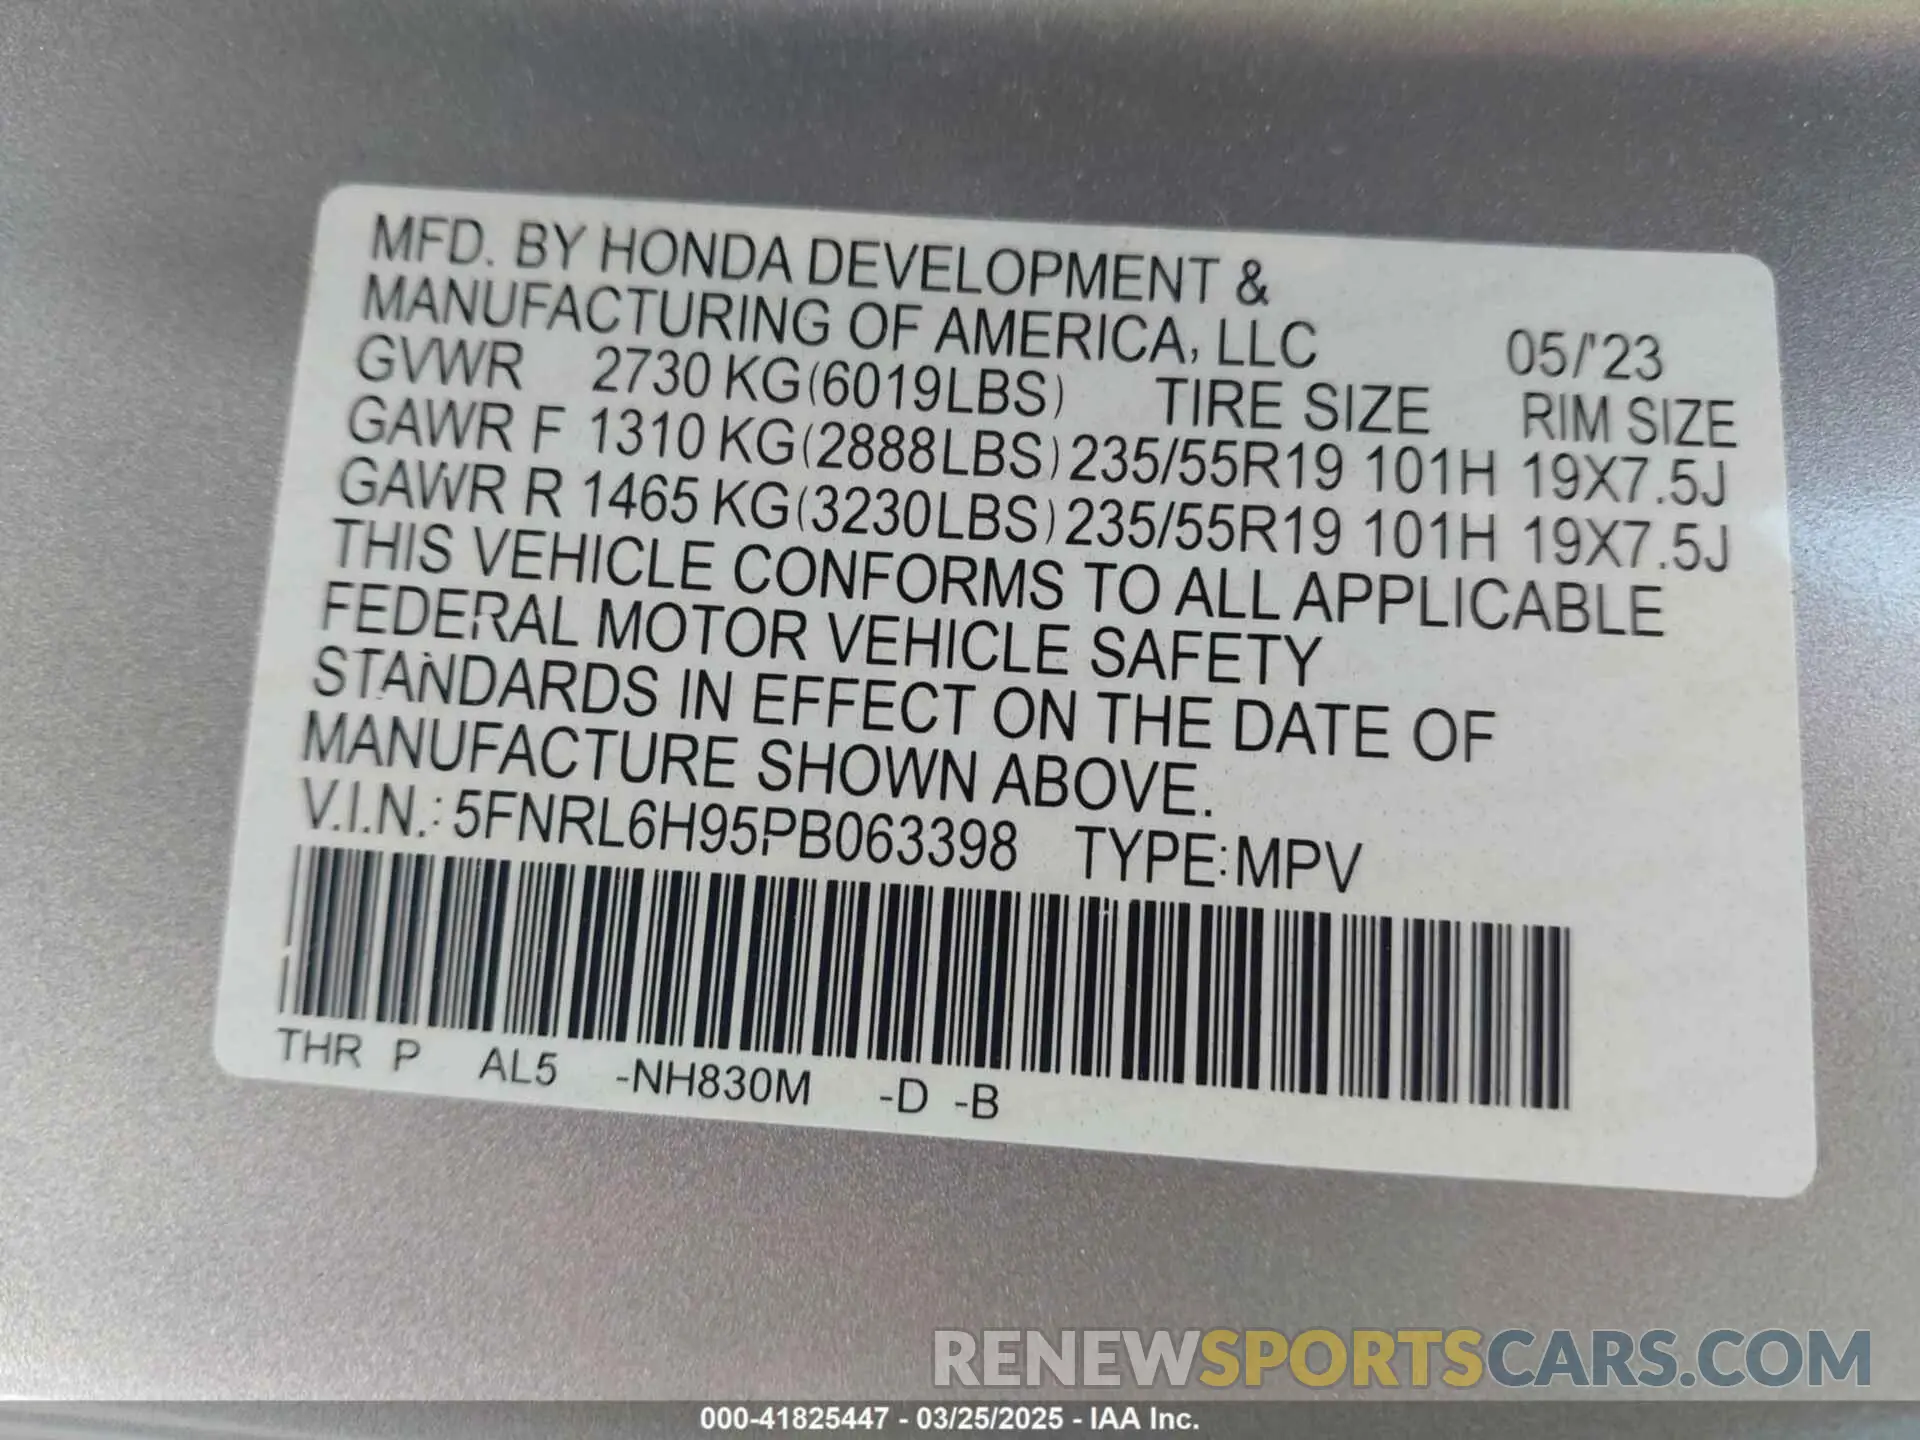 MFD. BY HONDA DEVELOPMENT &
MANUFACTURING OF AMERICA, LLC 05/'23
GVWR 2730 KG(6019LBS) TIRE SIZE RIM SIZE
GAWR F 1310 KG(2888LBS) 235/55R19 101H 19X7.5J
GAWR R 1465 KG(3230LBS) 235/55R19 101H 19X7.5J
THIS VEHICLE CONFORMS TO ALL APPLICABLE
FEDERAL MOTOR VEHICLE SAFETY
STANDARDS IN EFFECT ON THE DATE OF
MANUFACTURE SHOWN ABOVE.
V.I.N.: 5FNRL6H95PB063398 TYPE:MPV
THR P AL5 -NH830M -D -B
RENEWSPORTSCARS.COM
000-41825447 - 03/25/2025 - IAA Inc.